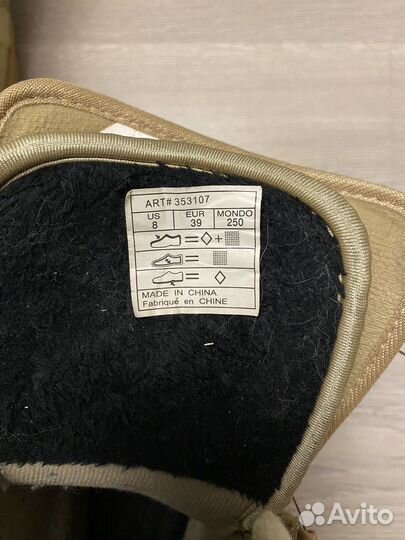 ART# 353107
US EUR MONDO
8 39 250
= + 
=
=
MADE IN CHINA
Fabriqué en CHINE
Avito